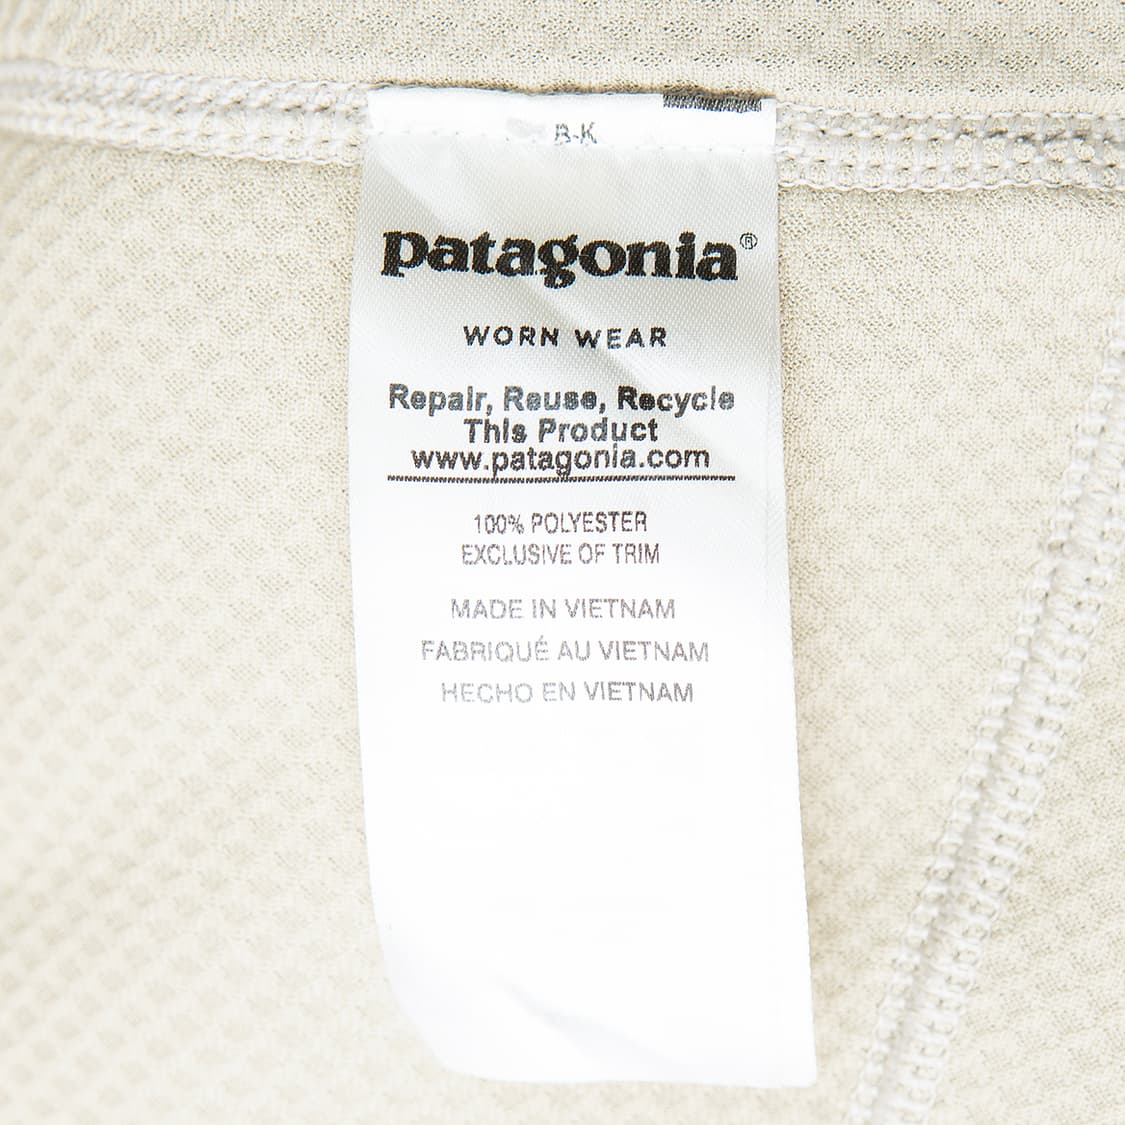 B-K
patagonia®
WORN WEAR
Repair, Reuse, Recycle
This Product
www.patagonia.com
100% POLYESTER
EXCLUSIVE OF TRIM
MADE IN VIETNAM
FABRIQUÉ AU VIETNAM
HECHO EN VIETNAM